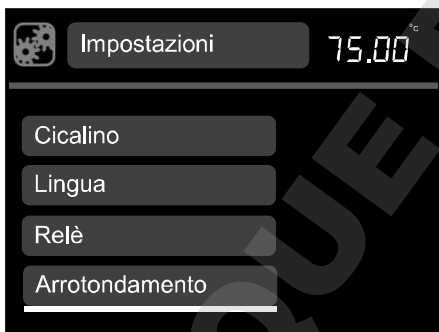 Impostazioni 75.00 °C
Cicalino
Lingua
Relè
Arrotondamento